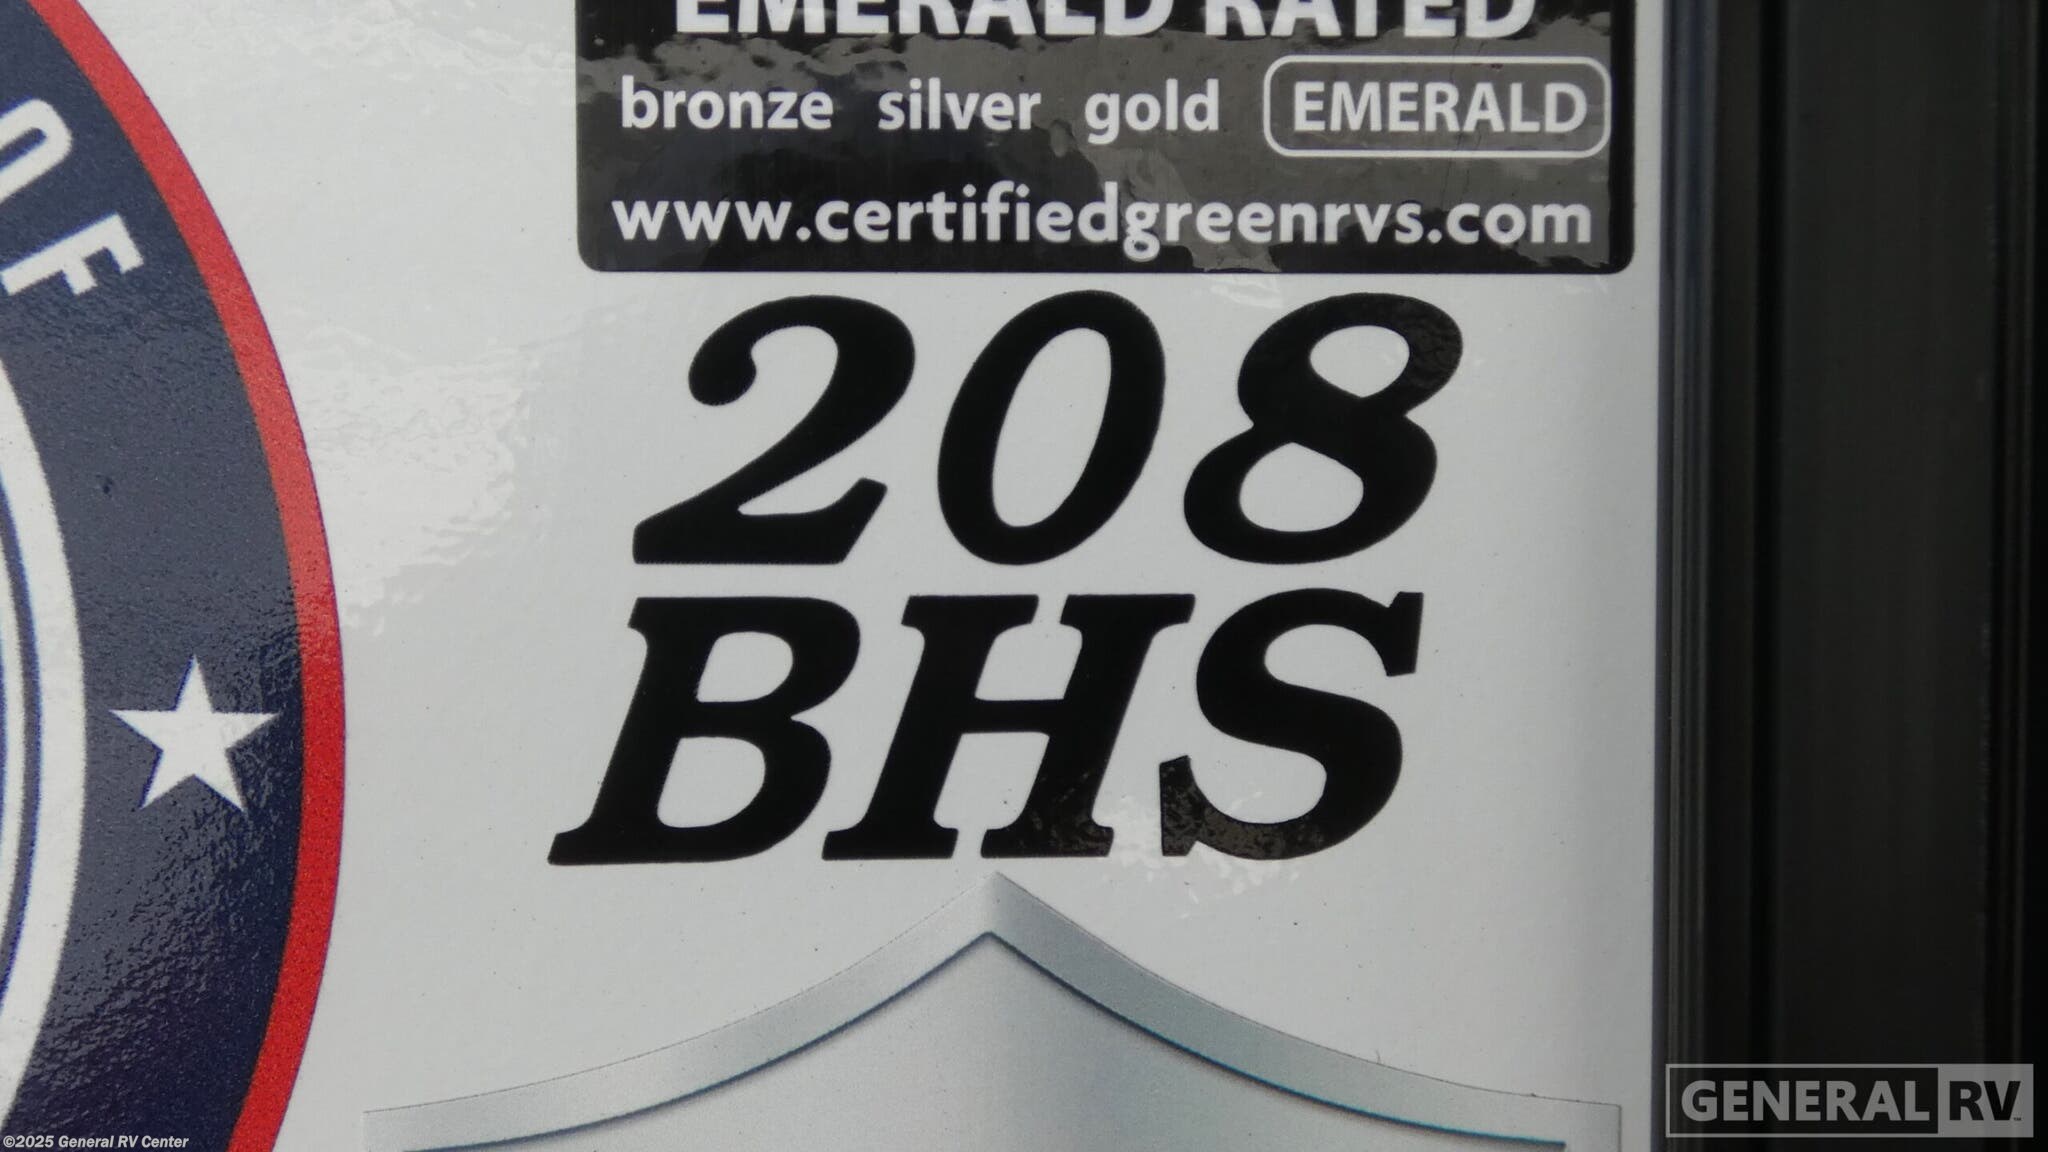 EMERALD RATED
bronze silver gold EMERALD
www.certifiedgreenrvs.com
OF
208
BHS
GENERAL RV
©2025 General RV Center